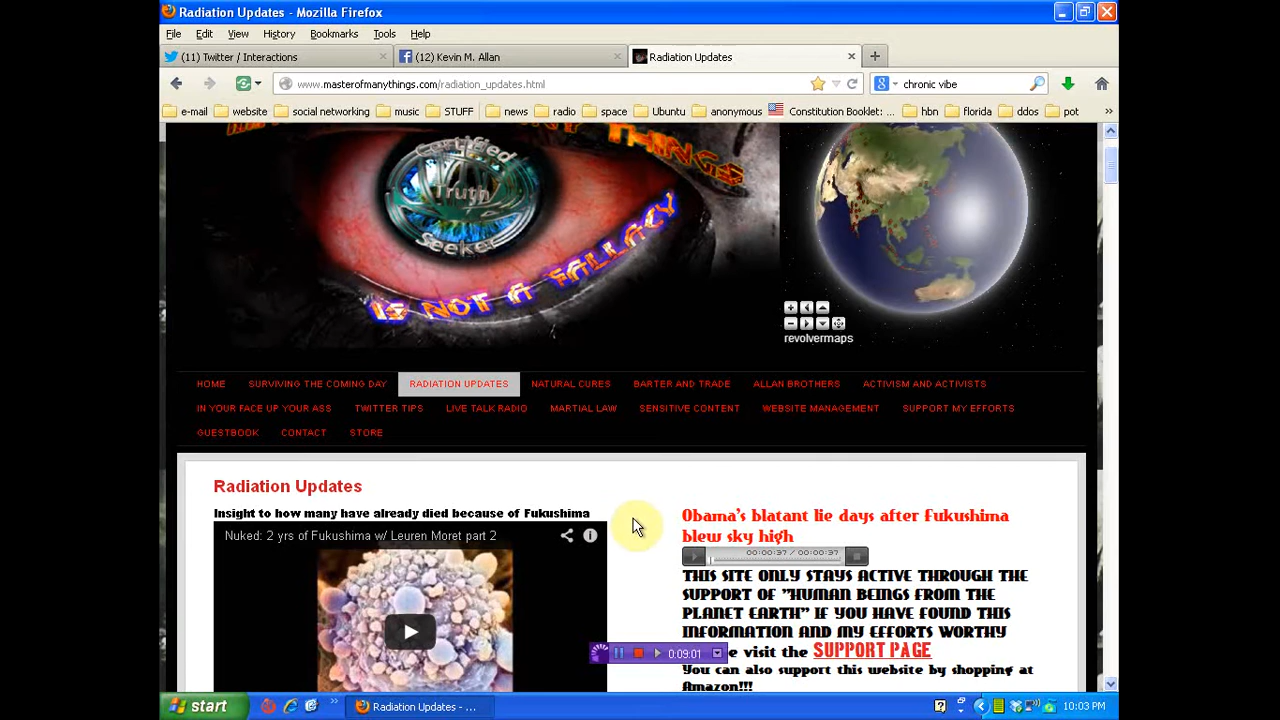 Radiation Updates - Mozilla Firefox
File Edit View History Bookmarks Tools Help
(11) Twitter / Interactions
(12) Kevin M. Allan
Radiation Updates
www.masterofmanythings.com/radiation_updates.html
chronic vibe
e-mail website social networking music STUFF news radio space Ubuntu anonymous Constitution Booklet: ... hbn florida ddos pot
THINGS
Certified
Truth
Seeker
IS NOT A FALLACY
revolvermaps
HOME SURVIVING THE COMING DAY RADIATION UPDATES NATURAL CURES BARTER AND TRADE ALLAN BROTHERS ACTIVISM AND ACTIVISTS
IN YOUR FACE UP YOUR ASS TWITTER TIPS LIVE TALK RADIO MARTIAL LAW SENSITIVE CONTENT WEBSITE MANAGEMENT SUPPORT MY EFFORTS
GUESTBOOK CONTACT STORE
Radiation Updates
Insight to how many have already died because of Fukushima
Nuked: 2 yrs of Fukushima w/ Leuren Moret part 2
Obama's blatant lie days after Fukushima
blew sky high
00:00:37 / 00:00:37
THIS SITE ONLY STAYS ACTIVE THROUGH THE
SUPPORT OF "HUMAN BEINGS FROM THE
PLANET EARTH" IF YOU HAVE FOUND THIS
INFORMATION AND MY EFFORTS WORTHY
e visit the SUPPORT PAGE
You can also support this website by shopping at
Amazon!!!
0:09:01
start
Radiation Updates - ...
10:03 PM